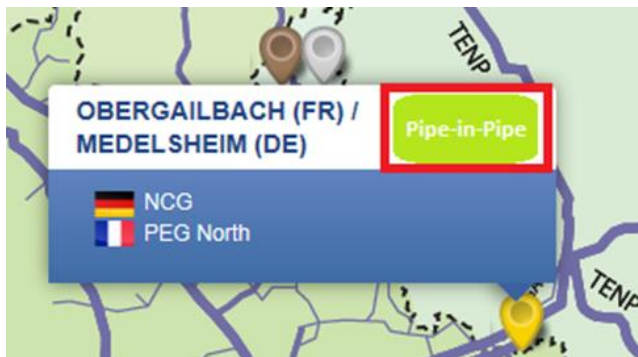 TENP
OBERGAILBACH (FR) /
MEDELSHEIM (DE)
Pipe-in-Pipe
NCG
PEG North
TENP